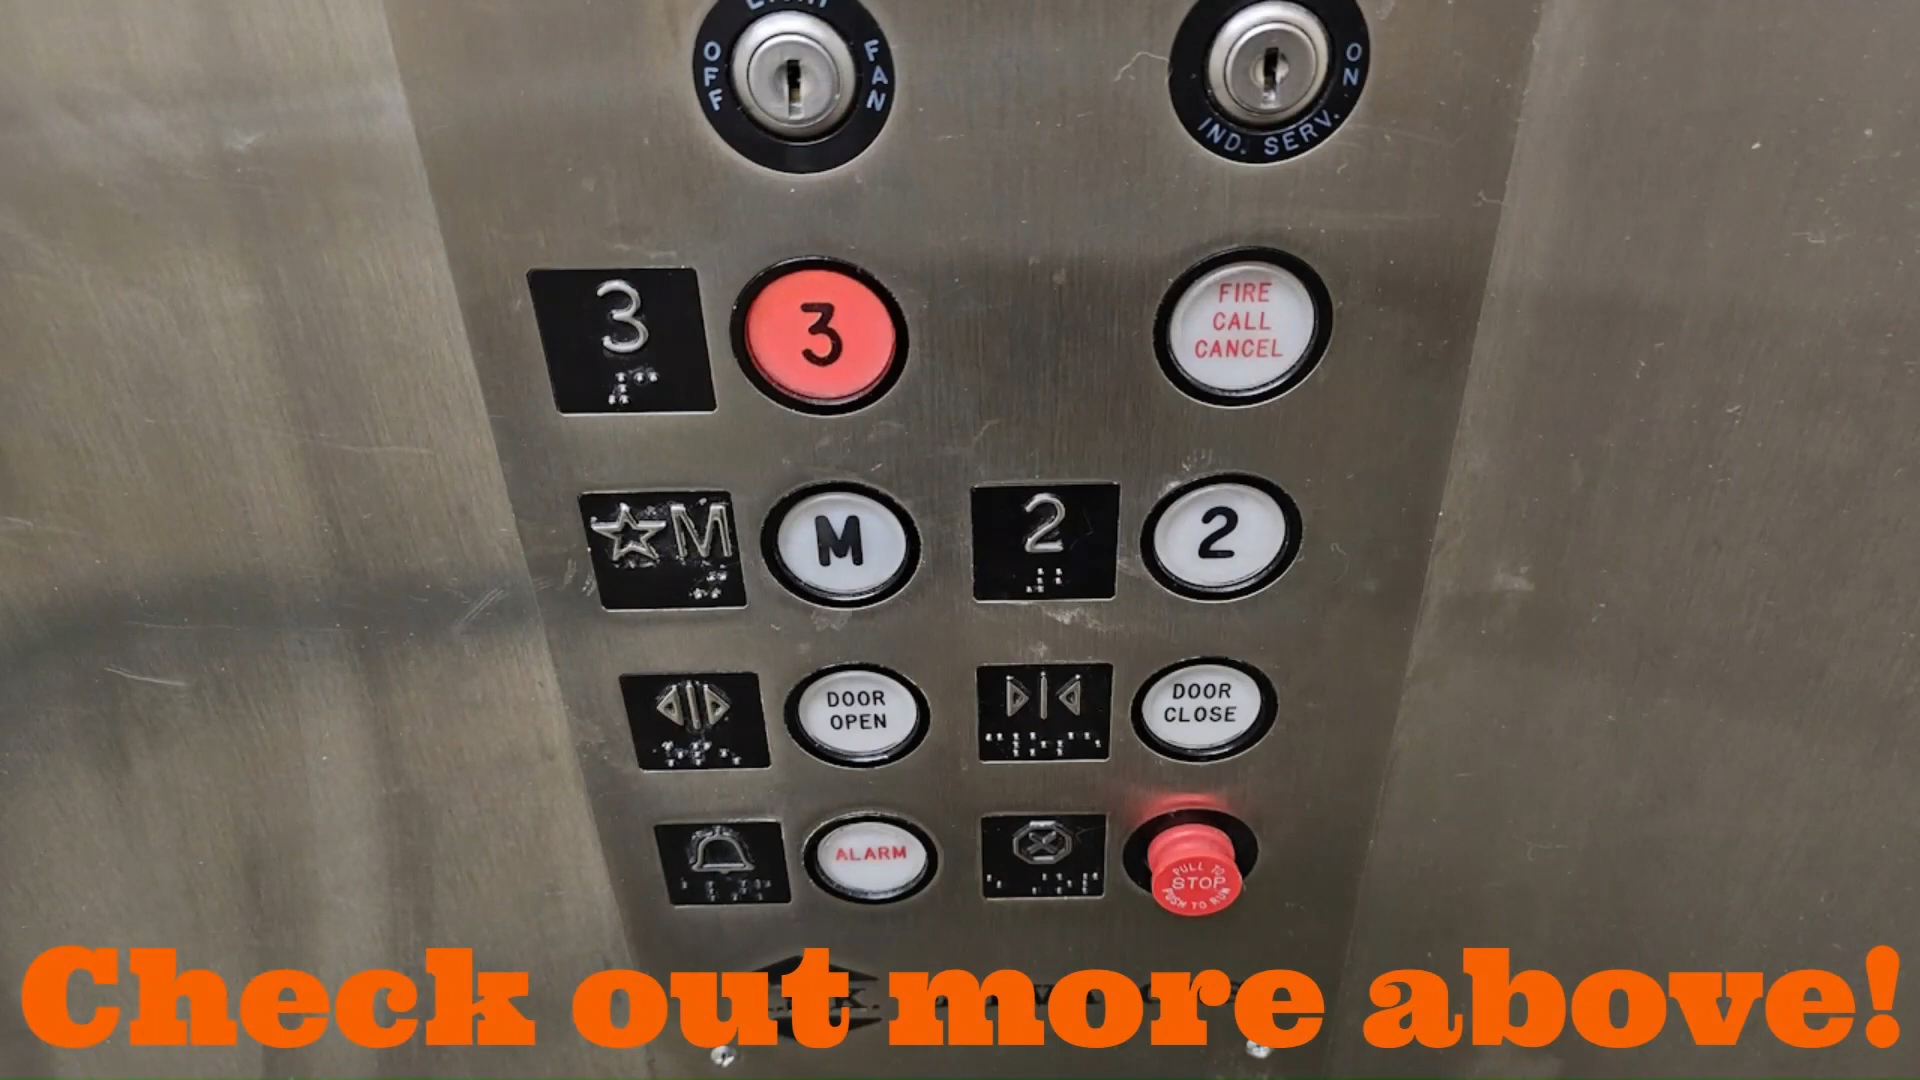 OFF
FAN
ON
IND. SERV.
3
3
FIRE
CALL
CANCEL
☆M
M
2
2
DOOR
OPEN
DOOR
CLOSE
ALARM
PULL TO
STOP
PUSH TO RUN
Check out more above!